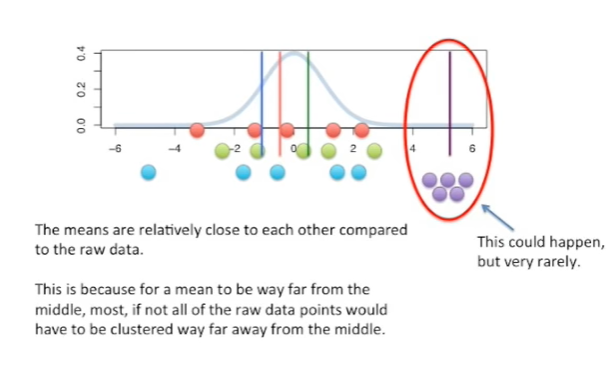 0.4
0.2
0.0
-6
-4
-2
0
2
4
6
The means are relatively close to each other compared
to the raw data.
This could happen,
but very rarely.
This is because for a mean to be way far from the
middle, most, if not all of the raw data points would
have to be clustered way far away from the middle.